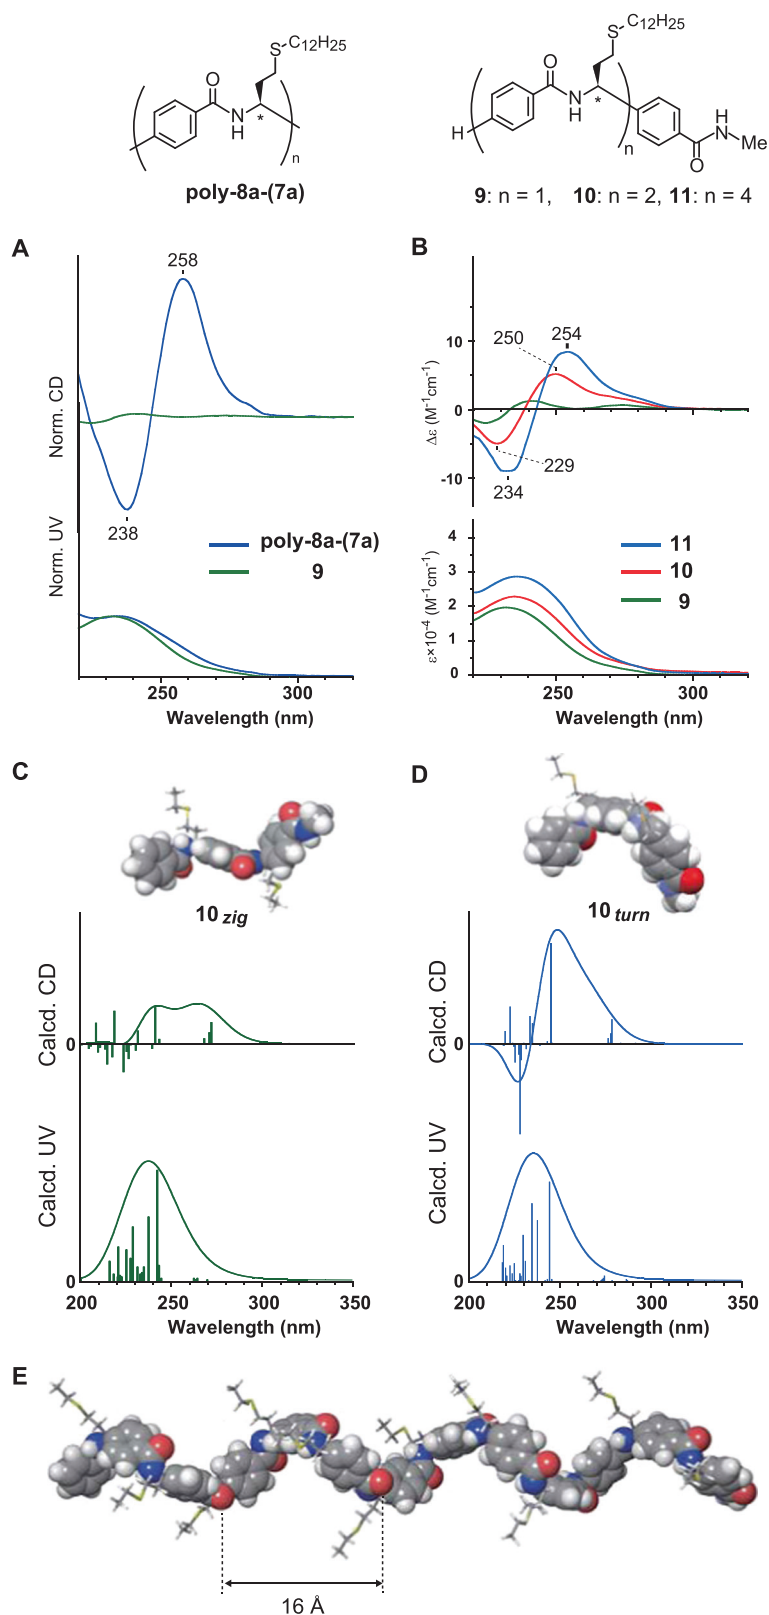 S C12H25
O
N
H
*
n
poly-8a-(7a)
S C12H25
H
O
N
H
*
n
O
H
N
Me
9: n = 1, 10: n = 2, 11: n = 4
A
258
Norm. CD
238
Norm. UV
poly-8a-(7a)
9
250
300
Wavelength (nm)
B
250
254
10
0
-10
Δε (M-1cm-1)
229
234
4
3
2
1
0
ε×10-4 (M-1cm-1)
11
10
9
250
300
Wavelength (nm)
C
10 zig
Calcd. CD
0
Calcd. UV
0
200
250
300
350
Wavelength (nm)
D
10 turn
Calcd. CD
0
Calcd. UV
0
200
250
300
350
Wavelength (nm)
E
16 Å